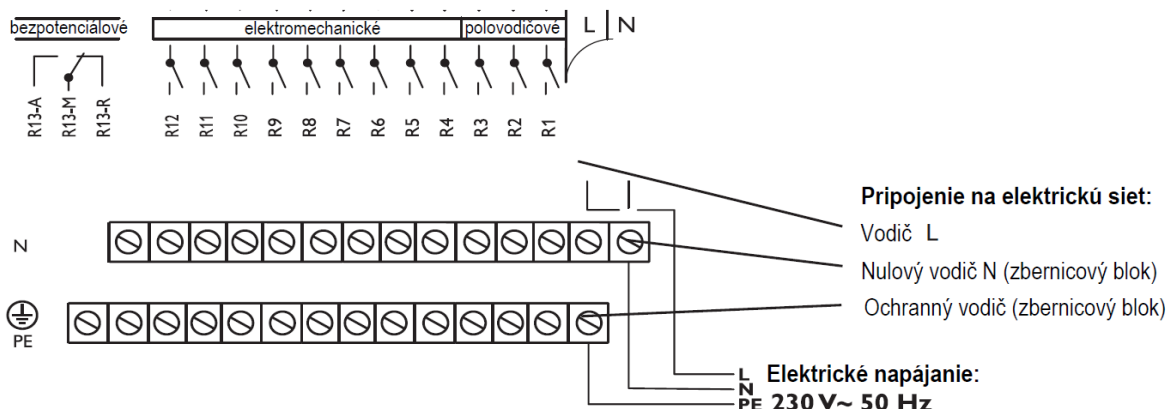 bezpotenciálové
elektromechanické
polovodičové
L N
R13-A
R13-M
R13-R
R12
R11
R10
R9
R8
R7
R6
R5
R4
R3
R2
R1
Pripojenie na elektrickú siet:
Vodič L
N
Nulový vodič N (zbernicový blok)
Ochranný vodič (zbernicový blok)
PE
L Elektrické napájanie:
N
PE 230 V~ 50 Hz